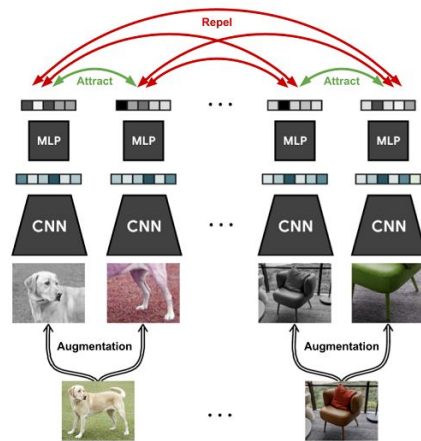 Repel
Attract
Attract
MLP
MLP
...
MLP
MLP
CNN
CNN
...
CNN
CNN
Augmentation
Augmentation
...